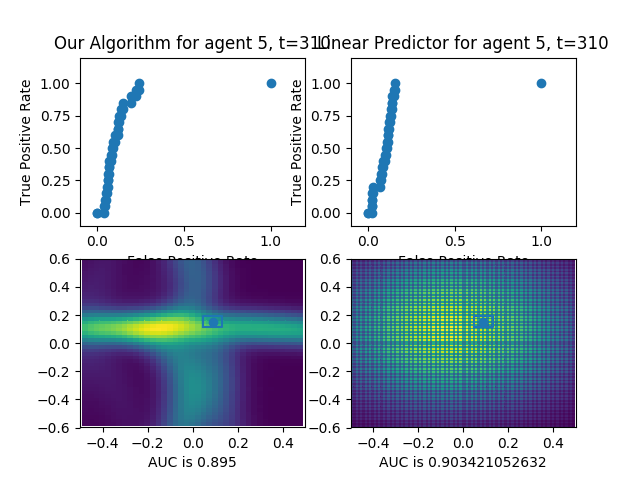 Our Algorithm for agent 5, t=310
Linear Predictor for agent 5, t=310
True Positive Rate
1.00
0.75
0.50
0.25
0.00
0.0 0.5 1.0
False Positive Rate
True Positive Rate
1.00
0.75
0.50
0.25
0.00
0.0 0.5 1.0
False Positive Rate
0.6
0.4
0.2
0.0
−0.2
−0.4
−0.6
−0.4 −0.2 0.0 0.2 0.4
AUC is 0.895
0.6
0.4
0.2
0.0
−0.2
−0.4
−0.6
−0.4 −0.2 0.0 0.2 0.4
AUC is 0.903421052632